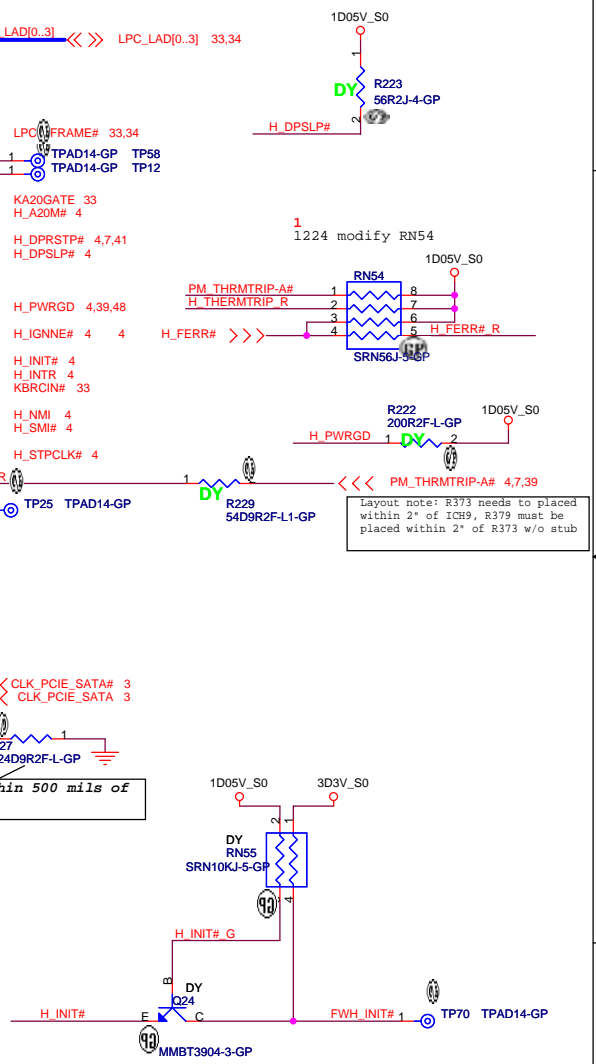 1D05V_S0
LAD[0..3]
LPC_LAD[0..3] 33,34
1
R223
DY
56R2J-4-GP
2
H_DPSLP#
FRAME# 33,34
1
TPAD14-GP TP58
1
TPAD14-GP TP12
KA20GATE 33
H_A20M# 4
1
1224 modify RN54
H_DPRSTP# 4,7,41
H_DPSLP# 4
1D05V_S0
RN54
PM_THRMTRIP-A# 1 8
H_THERMTRIP_R 2 7
H_PWRGD 4,39,48
3 6
H_IGNNE# 4 4
H_FERR# 4 5 H_FERR#_R
SRN56J-5-GP
GP
H_INIT# 4
H_INTR 4
KBRCIN# 33
R222
200R2F-L-GP
1D05V_S0
H_NMI 4
H_SMI# 4
H_PWRGD 1 DY 2
H_STPCLK# 4
R
1
PM_THRMTRIP-A# 4,7,39
2
DY
TP25 TPAD14-GP
R229
54D9R2F-L1-GP
Layout note: R373 needs to placed
within 2" of ICH9, R379 must be
placed within 2" of R373 w/o stub
CLK_PCIE_SATA# 3
CLK_PCIE_SATA 3
1
27
24D9R2F-L-GP
hin 500 mils of
1D05V_S0
3D3V_S0
2 1
DY
RN55
SRN10KJ-5-GP
GP
4
H_INIT#_G
B
DY
Q24
H_INIT#
E
C
FWH_INIT# 1
TP70 TPAD14-GP
GP
MMBT3904-3-GP